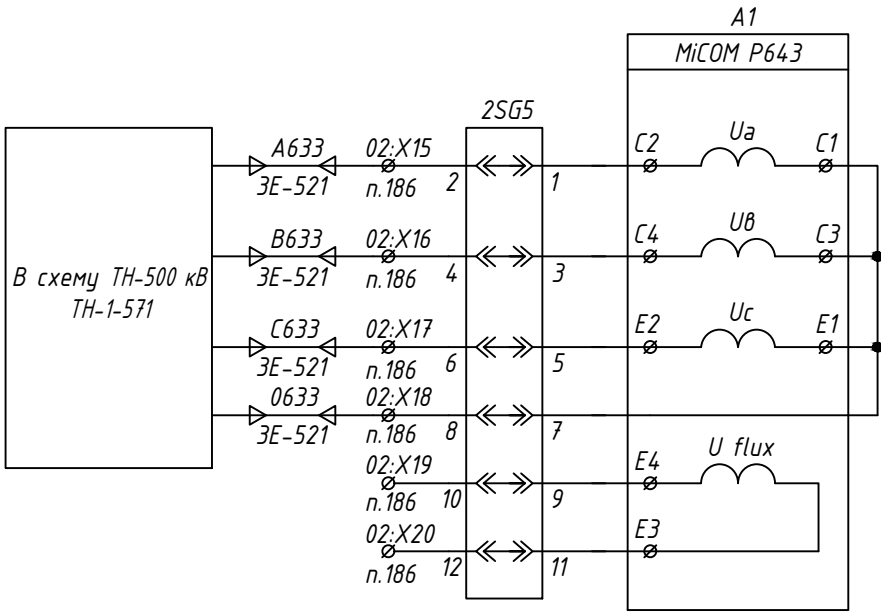 A1
MiCOM P643
2SG5
A633
02:X15
C2
Ua
C1
3E-521
п.186
2
1
B633
02:X16
C4
Uв
C3
В схему ТН-500 кВ
ТН-1-571
3E-521
п.186
4
3
C633
02:X17
E2
Uc
E1
3E-521
п.186
6
5
0633
02:X18
3E-521
п.186
8
7
02:X19
E4
U flux
п.186
10
9
02:X20
E3
п.186
12
11